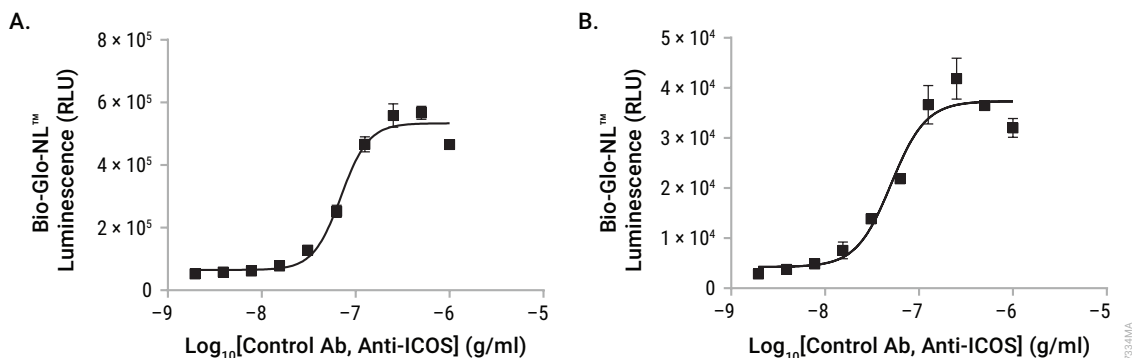 A.
8 × 10⁵
6 × 10⁵
4 × 10⁵
2 × 10⁵
0
Bio-Glo-NL™
Luminescence (RLU)
−9
−8
−7
−6
−5
Log₁₀[Control Ab, Anti-ICOS] (g/ml)
B.
5 × 10⁴
4 × 10⁴
3 × 10⁴
2 × 10⁴
1 × 10⁴
0
Bio-Glo-NL™
Luminescence (RLU)
−9
−8
−7
−6
−5
Log₁₀[Control Ab, Anti-ICOS] (g/ml)